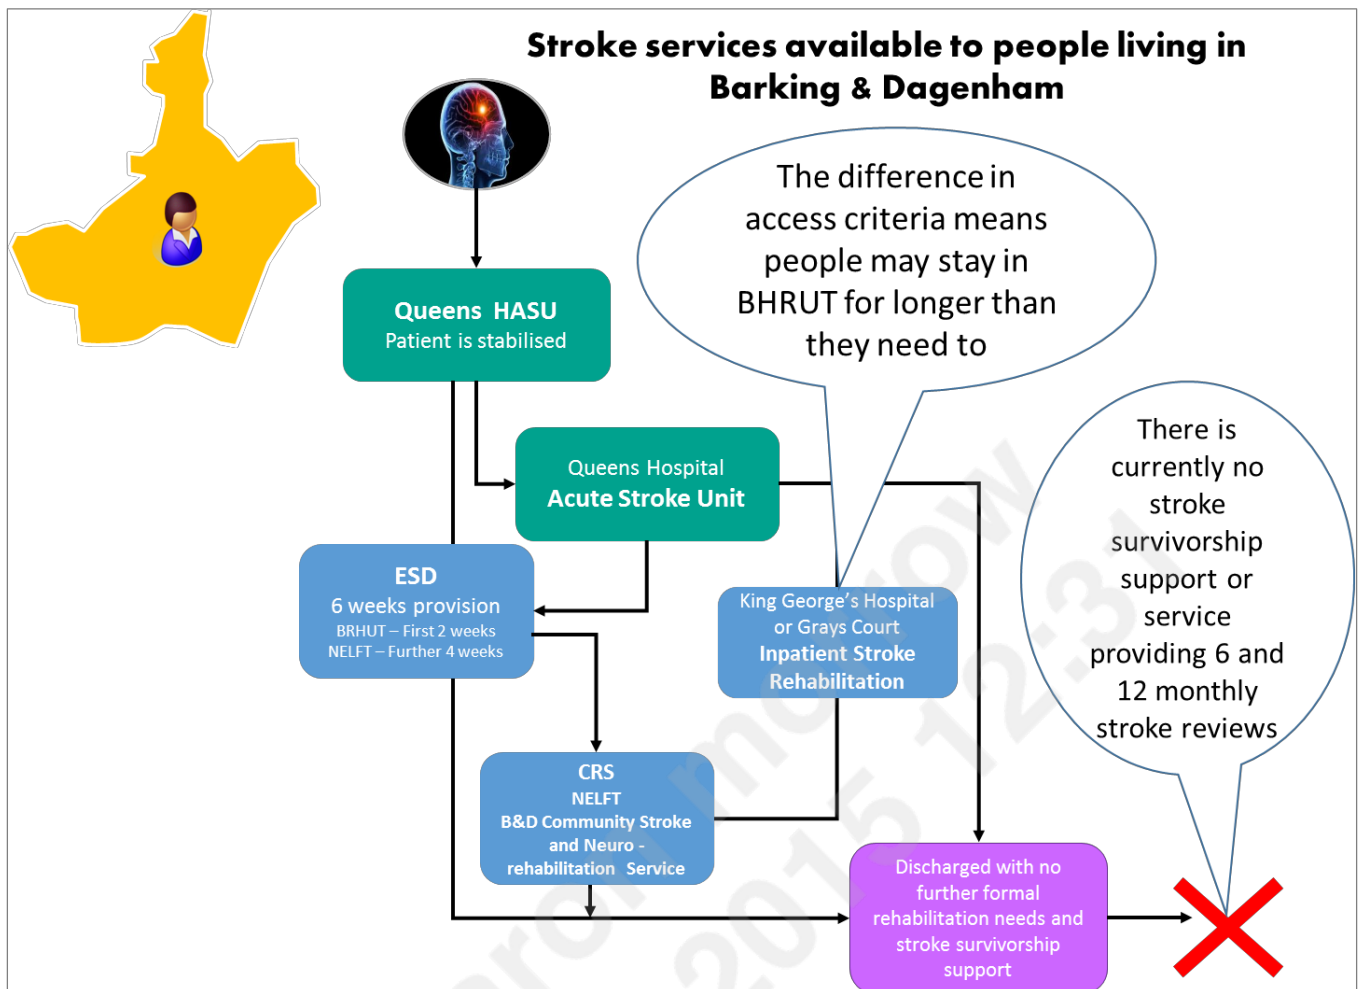 Stroke services available to people living in
Barking & Dagenham
The difference in
access criteria means
people may stay in
BHRUT for longer than
they need to
Queens HASU
Patient is stabilised
There is
currently no
stroke
survivorship
support or
service
providing 6 and
12 monthly
stroke reviews
Queens Hospital
Acute Stroke Unit
ESD
6 weeks provision
BRHUT – First 2 weeks
NELFT – Further 4 weeks
King George's Hospital
or Grays Court
Inpatient Stroke
Rehabilitation
CRS
NELFT
B&D Community Stroke
and Neuro -
rehabilitation Service
Discharged with no
further formal
rehabilitation needs and
stroke survivorship
support
2015 12:31